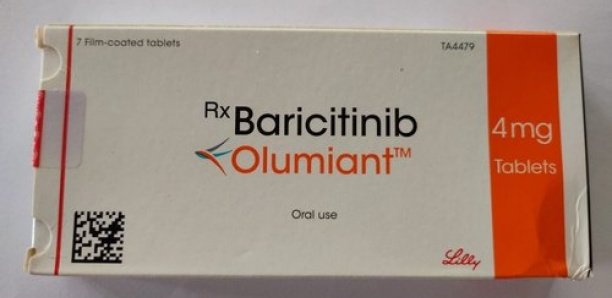 7 Film-coated tablets
TA4479
Rx Baricitinib
Olumiant™
4mg
Tablets
Oral use
Lilly